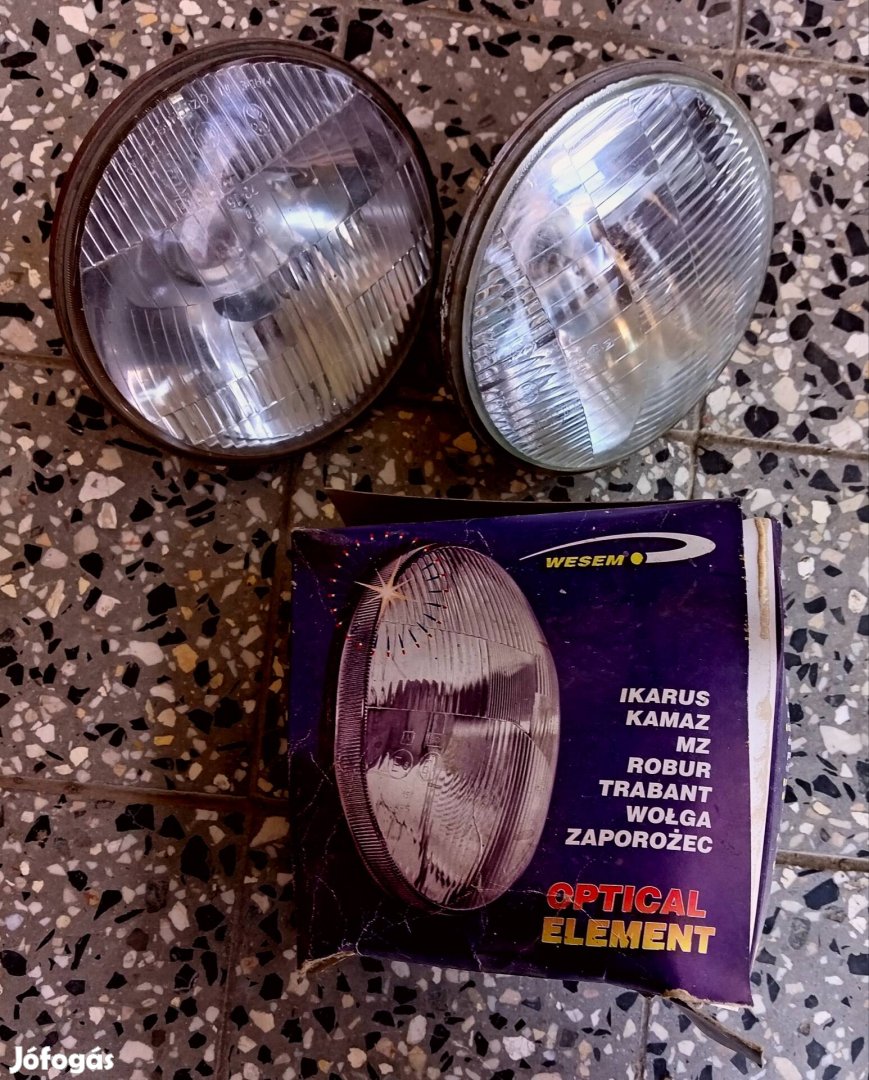 WESEM
IKARUS
KAMAZ
MZ
ROBUR
TRABANT
WOŁGA
ZAPOROŻEC
OPTICAL
ELEMENT
Jófogás